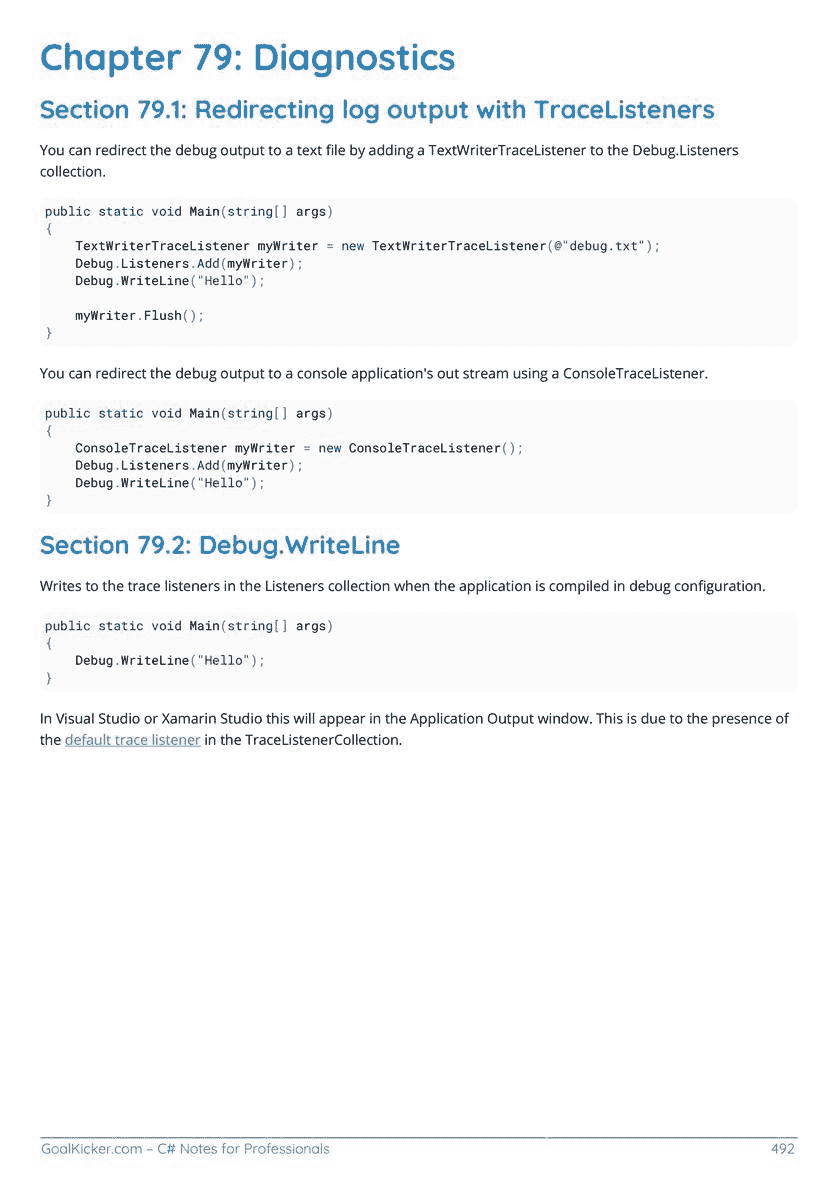 Chapter 79: Diagnostics
Section 79.1: Redirecting log output with TraceListeners
You can redirect the debug output to a text file by adding a TextWriterTraceListener to the Debug.Listeners
collection.
public static void Main(string[] args)
{
    TextWriterTraceListener myWriter = new TextWriterTraceListener(@"debug.txt");
    Debug.Listeners.Add(myWriter);
    Debug.WriteLine("Hello");

    myWriter.Flush();
}
You can redirect the debug output to a console application's out stream using a ConsoleTraceListener.
public static void Main(string[] args)
{
    ConsoleTraceListener myWriter = new ConsoleTraceListener();
    Debug.Listeners.Add(myWriter);
    Debug.WriteLine("Hello");
}
Section 79.2: Debug.WriteLine
Writes to the trace listeners in the Listeners collection when the application is compiled in debug configuration.
public static void Main(string[] args)
{
    Debug.WriteLine("Hello");
}
In Visual Studio or Xamarin Studio this will appear in the Application Output window. This is due to the presence of
the default trace listener in the TraceListenerCollection.
GoalKicker.com – C# Notes for Professionals 492